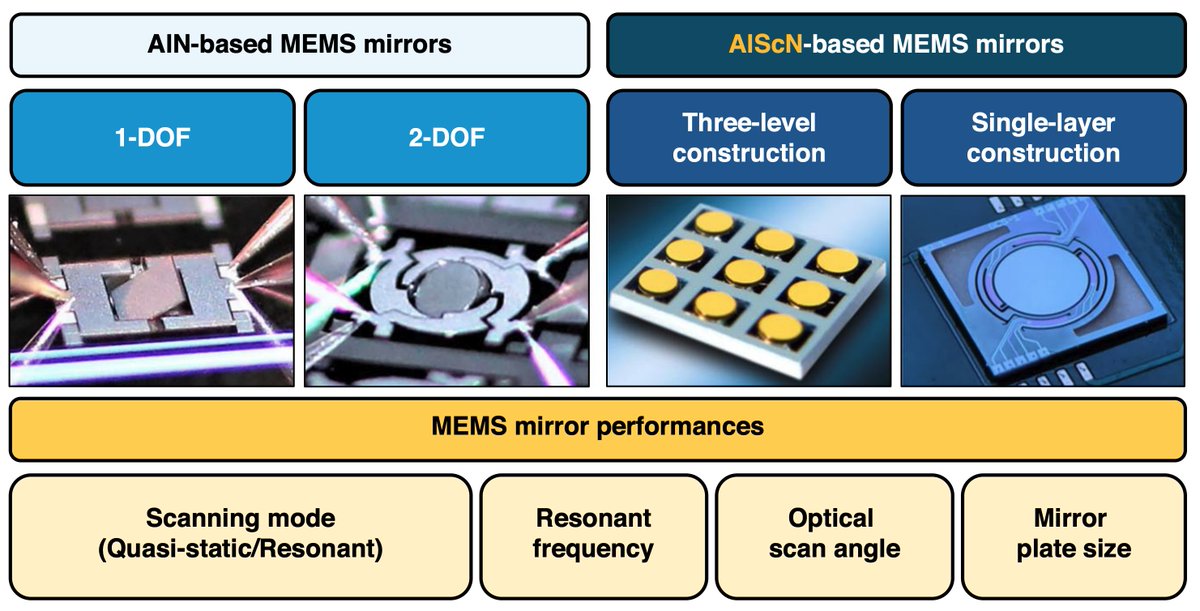 AlN-based MEMS mirrors
AlScN-based MEMS mirrors
1-DOF
2-DOF
Three-level
construction
Single-layer
construction
MEMS mirror performances
Scanning mode
(Quasi-static/Resonant)
Resonant
frequency
Optical
scan angle
Mirror
plate size